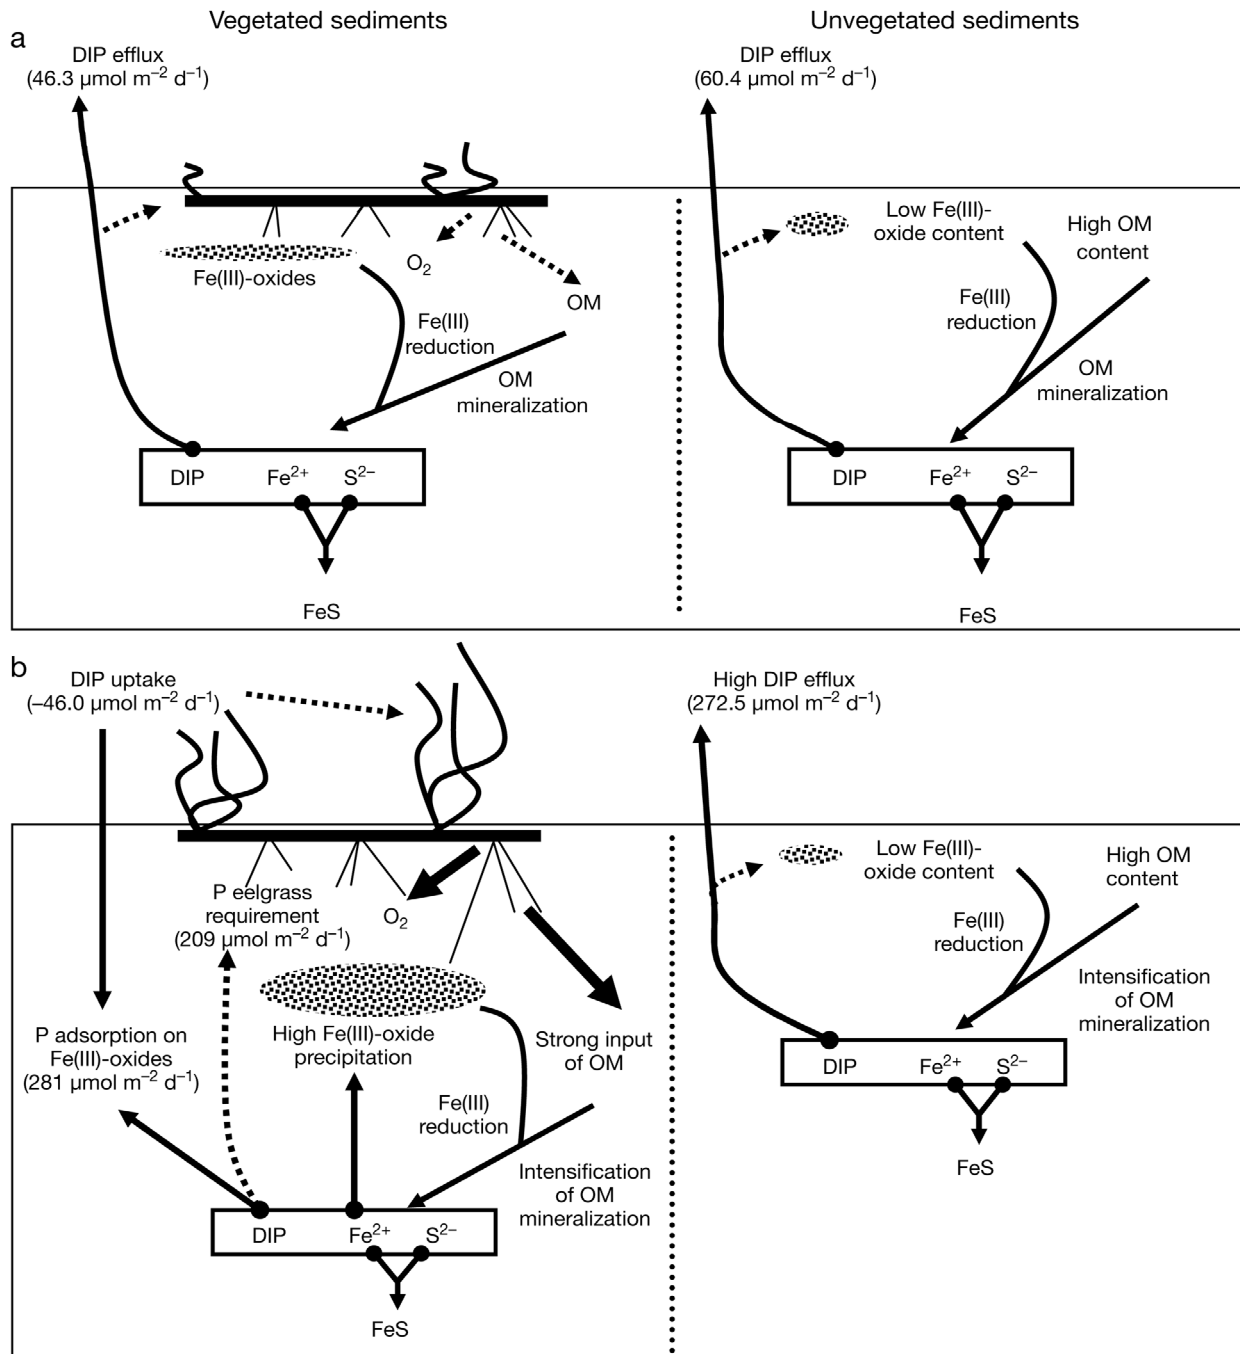 Vegetated sediments
Unvegetated sediments
a
DIP efflux
(46.3 µmol m⁻² d⁻¹)
DIP efflux
(60.4 µmol m⁻² d⁻¹)
Fe(III)-oxides
O₂
OM
Fe(III)
reduction
OM
mineralization
DIP
Fe²⁺
S²⁻
FeS
Low Fe(III)-
oxide content
High OM
content
Fe(III)
reduction
OM
mineralization
DIP
Fe²⁺
S²⁻
FeS
b
DIP uptake
(–46.0 µmol m⁻² d⁻¹)
P eelgrass
requirement
(209 µmol m⁻² d⁻¹)
O₂
P adsorption on
Fe(III)-oxides
(281 µmol m⁻² d⁻¹)
High Fe(III)-oxide
precipitation
Strong input
of OM
Fe(III)
reduction
Intensification
of OM
mineralization
DIP
Fe²⁺
S²⁻
FeS
High DIP efflux
(272.5 µmol m⁻² d⁻¹)
Low Fe(III)-
oxide content
High OM
content
Fe(III)
reduction
Intensification
of OM
mineralization
DIP
Fe²⁺
S²⁻
FeS